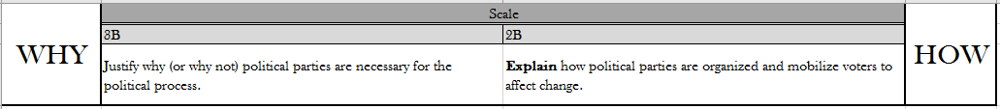 Scale
WHY
3B
2B
HOW
Justify why (or why not) political parties are necessary for the
political process.
Explain how political parties are organized and mobilize voters to
affect change.